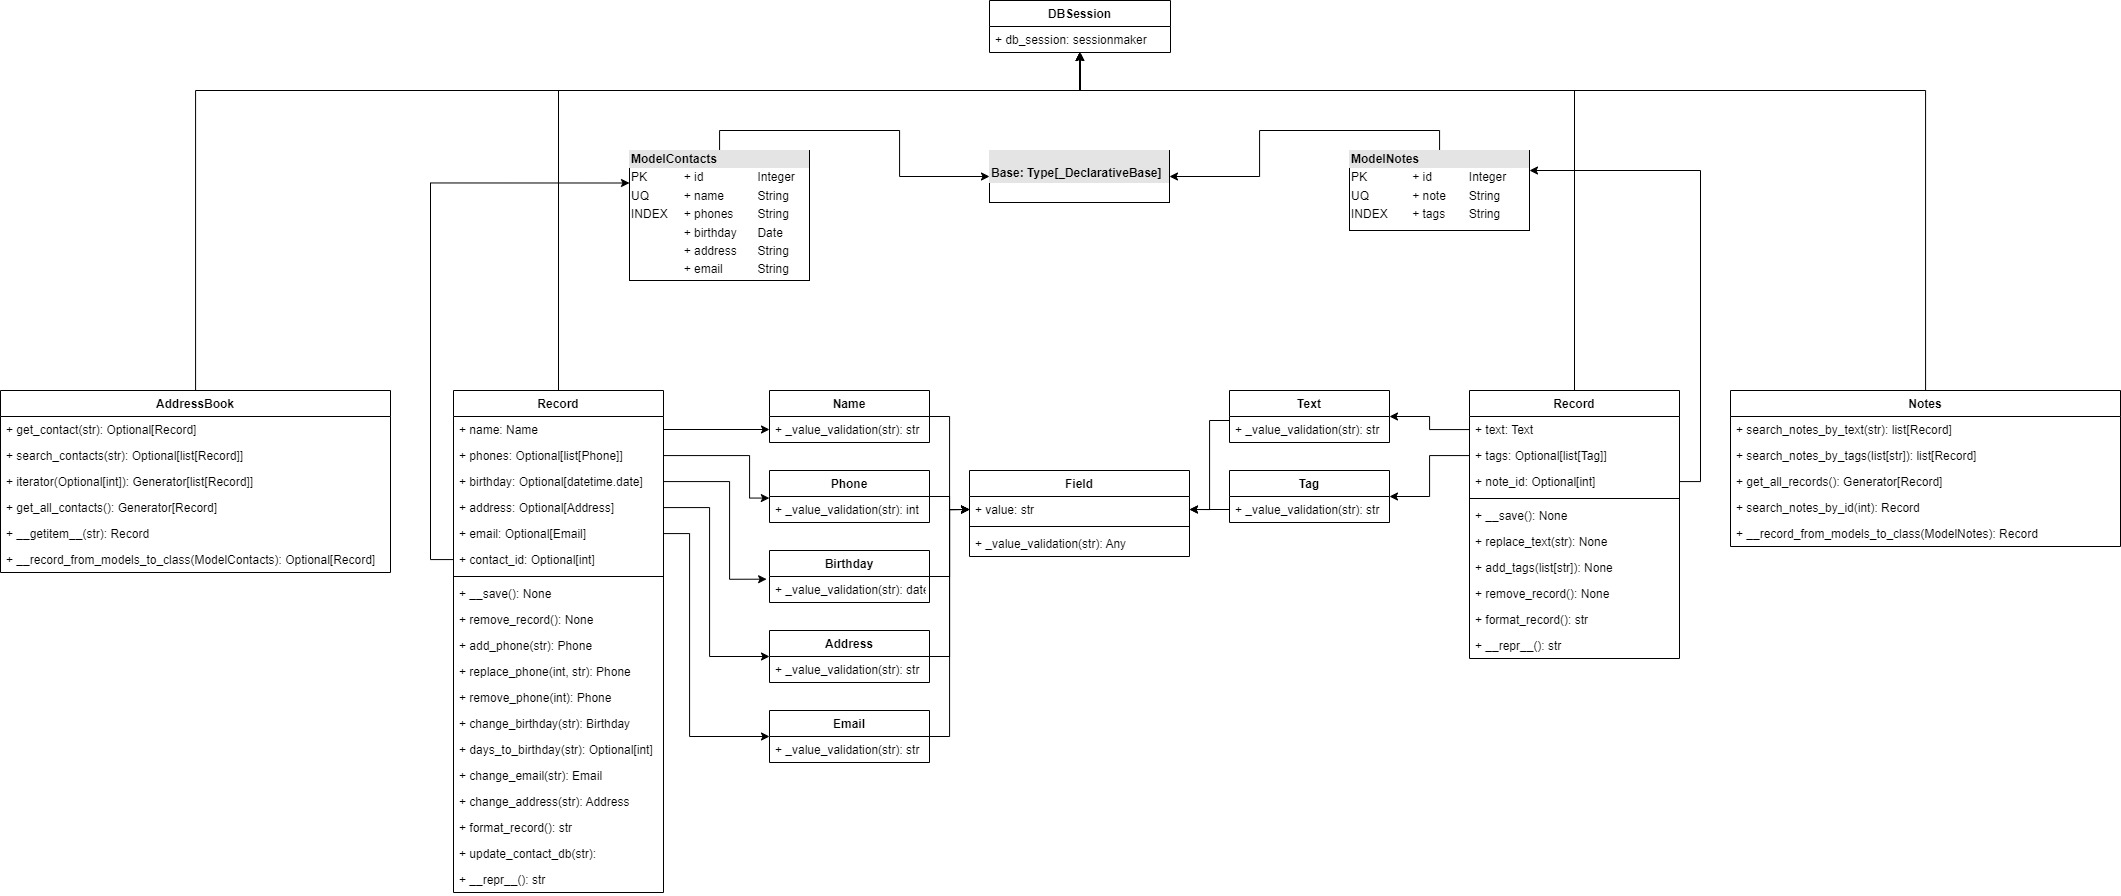 DBSession
+ db_session: sessionmaker
ModelContacts
PK + id Integer
UQ + name String
INDEX + phones String
+ birthday Date
+ address String
+ email String
Base: Type[_DeclarativeBase]
ModelNotes
PK + id Integer
UQ + note String
INDEX + tags String
AddressBook
+ get_contact(str): Optional[Record]
+ search_contacts(str): Optional[list[Record]]
+ iterator(Optional[int]): Generator[list[Record]]
+ get_all_contacts(): Generator[Record]
+ __getitem__(str): Record
+ __record_from_models_to_class(ModelContacts): Optional[Record]
Record
+ name: Name
+ phones: Optional[list[Phone]]
+ birthday: Optional[datetime.date]
+ address: Optional[Address]
+ email: Optional[Email]
+ contact_id: Optional[int]
+ __save(): None
+ remove_record(): None
+ add_phone(str): Phone
+ replace_phone(int, str): Phone
+ remove_phone(int): Phone
+ change_birthday(str): Birthday
+ days_to_birthday(str): Optional[int]
+ change_email(str): Email
+ change_address(str): Address
+ format_record(): str
+ update_contact_db(str):
+ __repr__(): str
Name
+ _value_validation(str): str
Phone
+ _value_validation(str): int
Birthday
+ _value_validation(str): date
Address
+ _value_validation(str): str
Email
+ _value_validation(str): str
Field
+ value: str
+ _value_validation(str): Any
Text
+ _value_validation(str): str
Tag
+ _value_validation(str): str
Record
+ text: Text
+ tags: Optional[list[Tag]]
+ note_id: Optional[int]
+ __save(): None
+ replace_text(str): None
+ add_tags(list[str]): None
+ remove_record(): None
+ format_record(): str
+ __repr__(): str
Notes
+ search_notes_by_text(str): list[Record]
+ search_notes_by_tags(list[str]): list[Record]
+ get_all_records(): Generator[Record]
+ search_notes_by_id(int): Record
+ __record_from_models_to_class(ModelNotes): Record